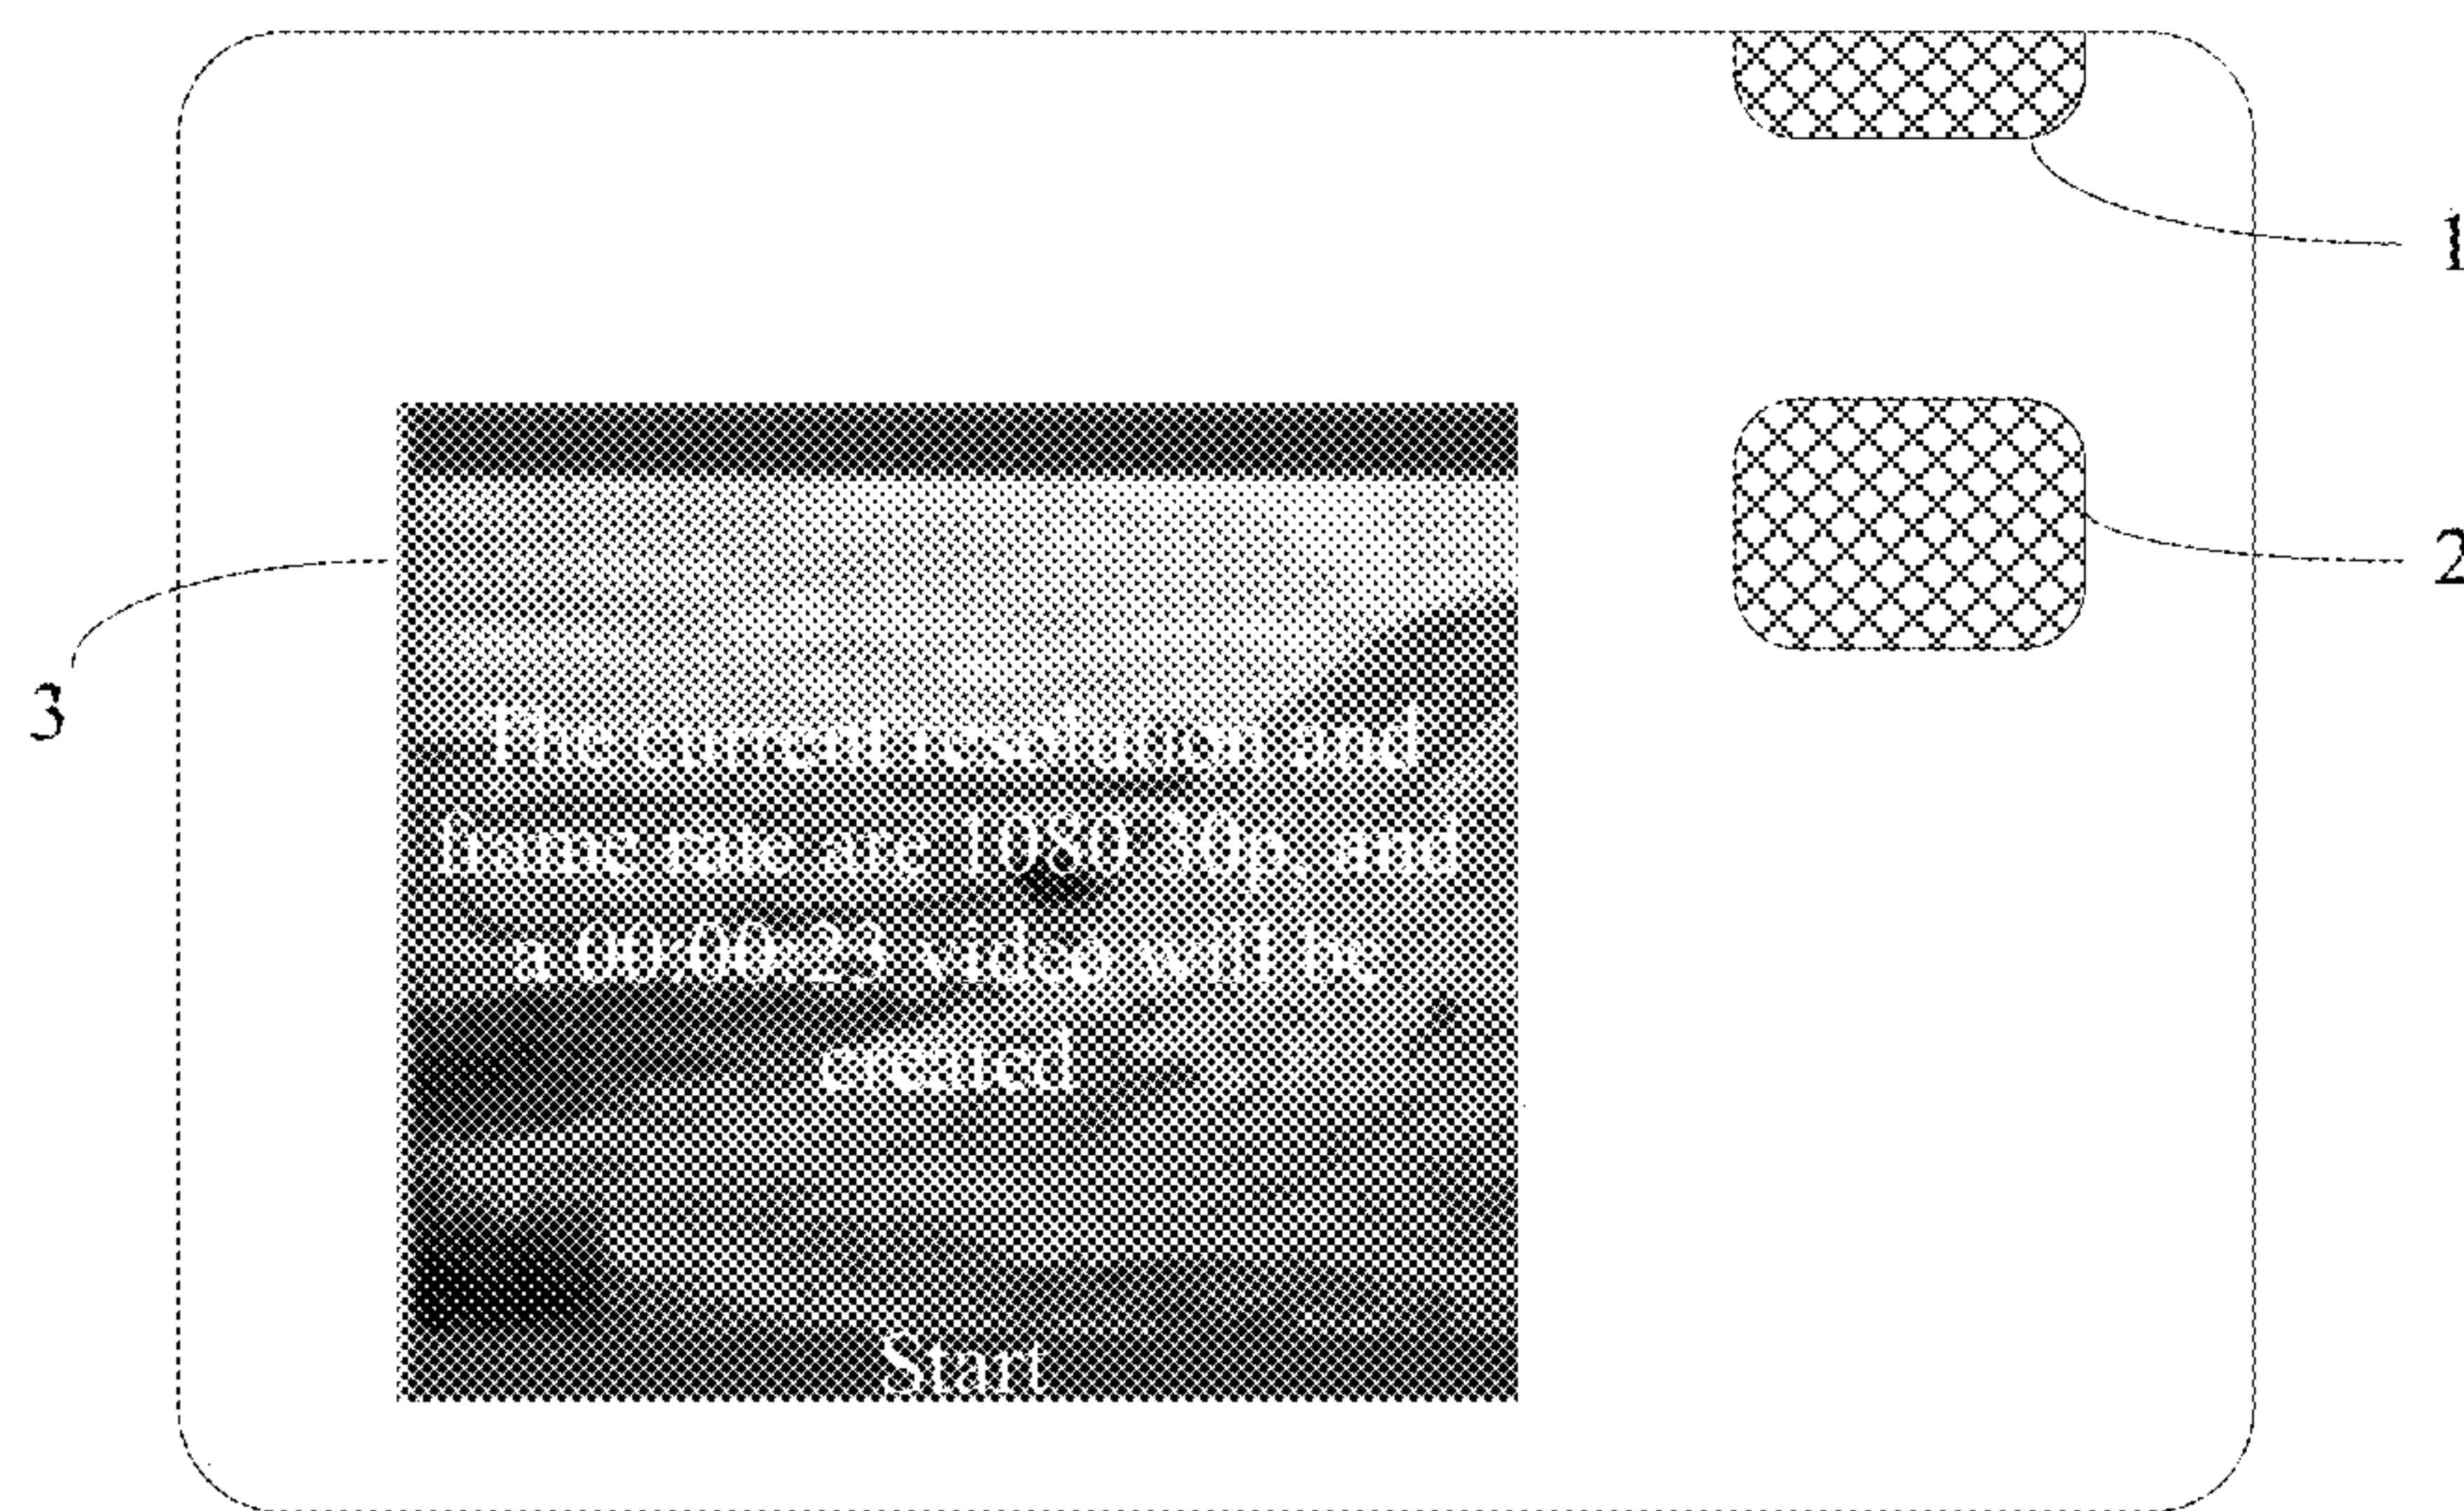 1
2
3
The current resolution and
frame rate are 1080 30p, and
a 00:00:23 video will be
created
Start